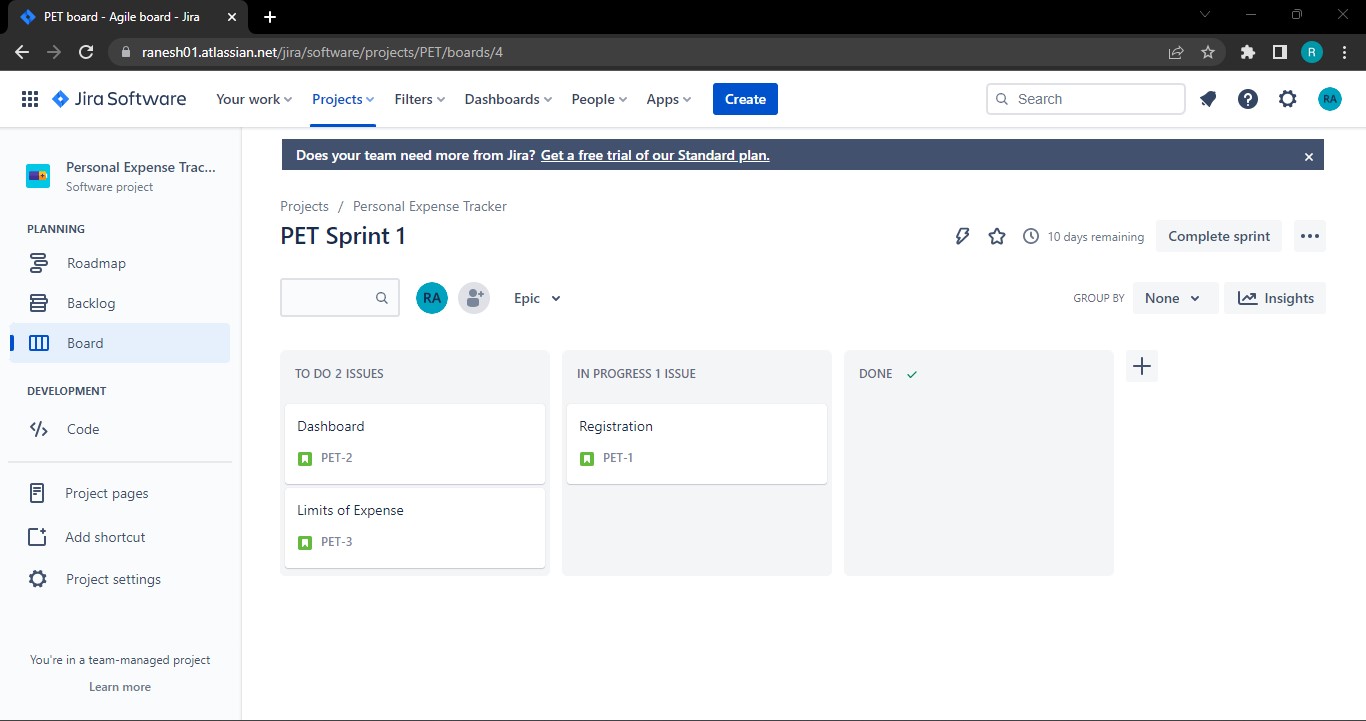 PET board - Agile board - Jira
ranesh01.atlassian.net/jira/software/projects/PET/boards/4
R
Jira Software
Your work
Projects
Filters
Dashboards
People
Apps
Create
Search
RA
Personal Expense Trac...
Software project
PLANNING
Roadmap
Backlog
Board
DEVELOPMENT
Code
Project pages
Add shortcut
Project settings
You're in a team-managed project
Learn more
Does your team need more from Jira? Get a free trial of our Standard plan.
Projects / Personal Expense Tracker
PET Sprint 1
10 days remaining
Complete sprint
RA
Epic
GROUP BY
None
Insights
TO DO 2 ISSUES
Dashboard
PET-2
Limits of Expense
PET-3
IN PROGRESS 1 ISSUE
Registration
PET-1
DONE